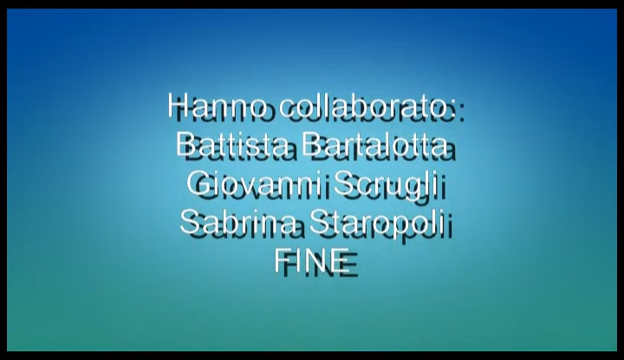 Hanno collaborato:
Battista Bartalotta
Giovanni Scrugli
Sabrina Staropoli
FINE